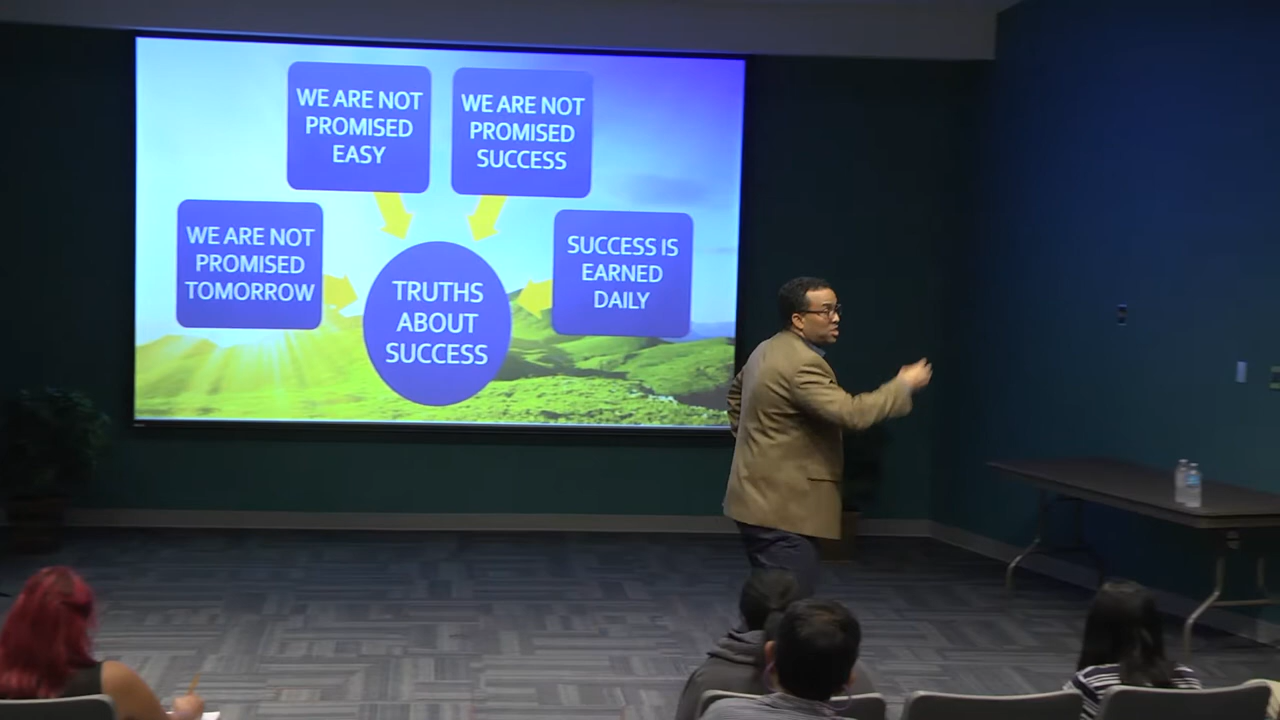 WE ARE NOT
PROMISED
EASY
WE ARE NOT
PROMISED
SUCCESS
WE ARE NOT
PROMISED
TOMORROW
SUCCESS IS
EARNED
DAILY
TRUTHS
ABOUT
SUCCESS